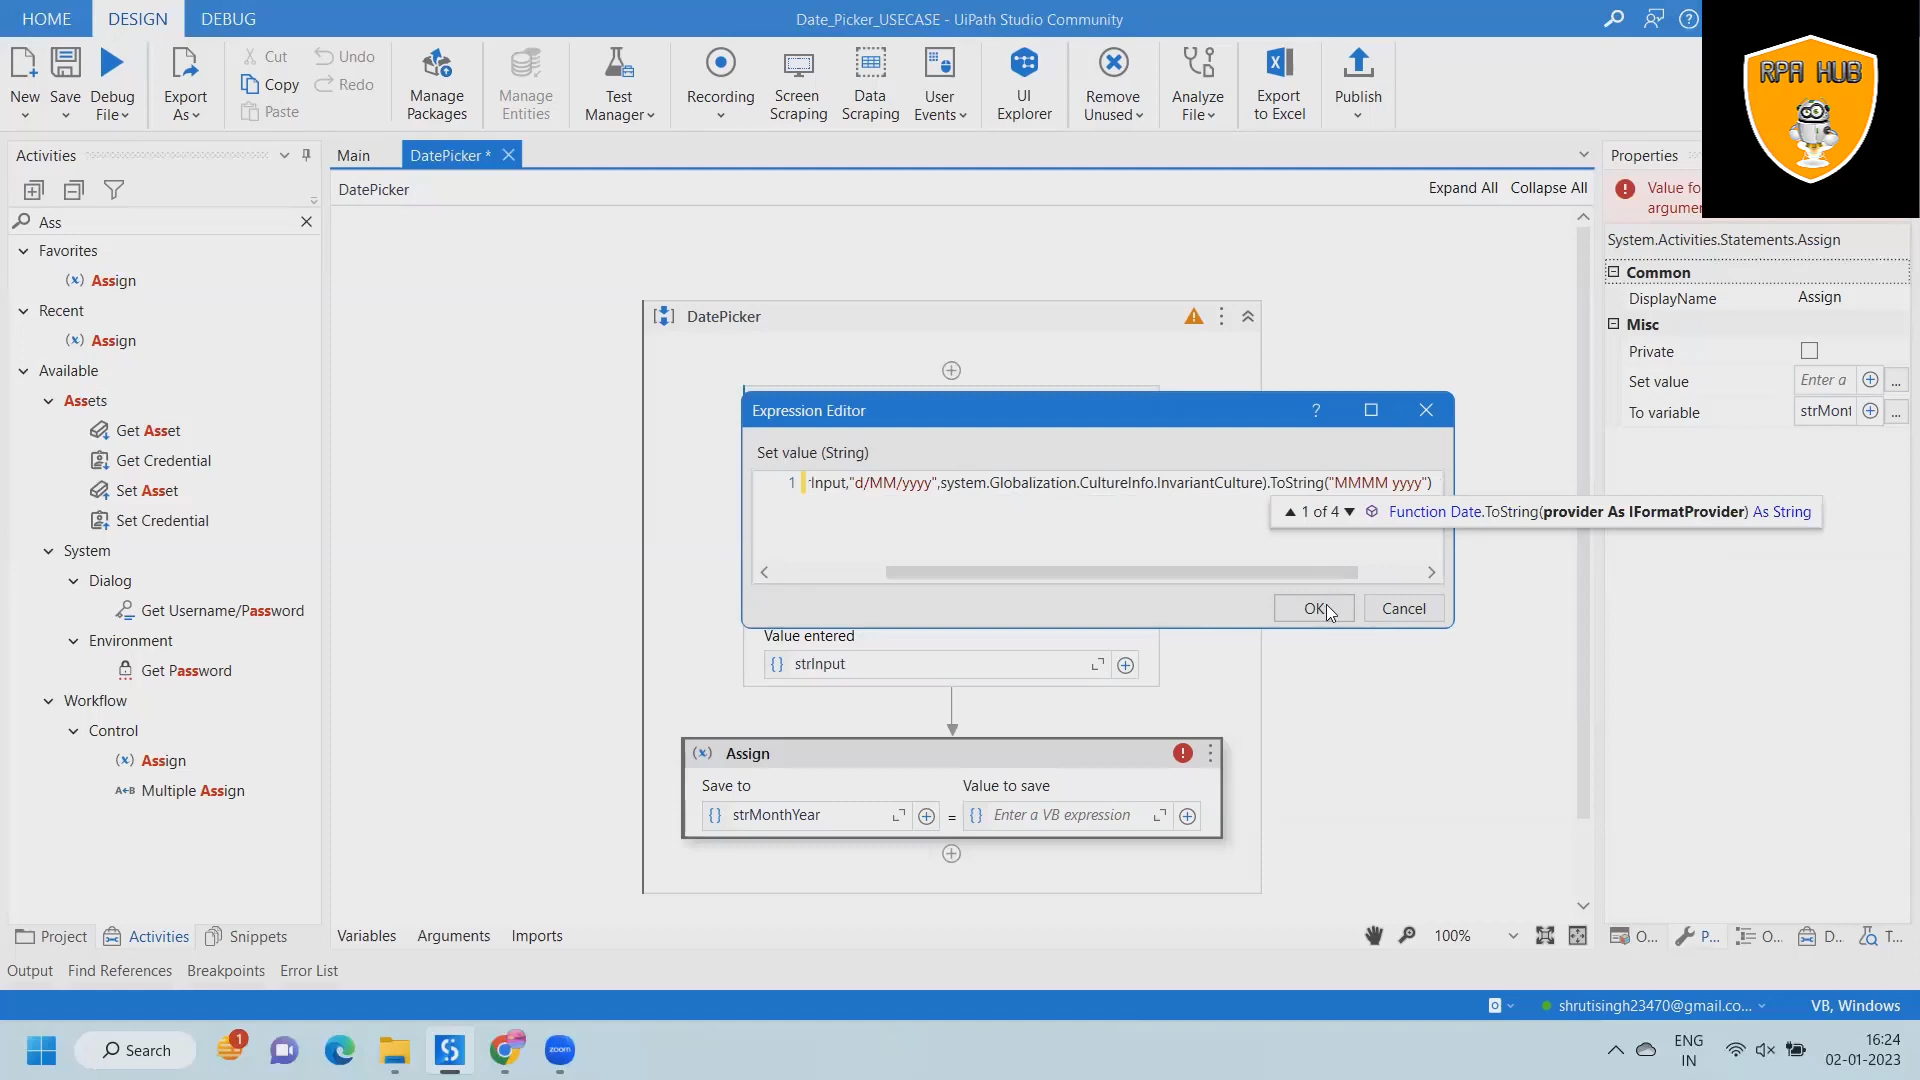 HOME DESIGN DEBUG Date_Picker_USECASE - UiPath Studio Community
New Save Debug File Export As Cut Copy Paste Undo Redo Manage Packages Manage Entities Test Manager Recording Screen Scraping Data Scraping User Events UI Explorer Remove Unused Analyze File Export to Excel Publish
RPA HUB
Activities Main DatePicker * Properties
DatePicker Expand All Collapse All
Value fo
argumen
Ass
System.Activities.Statements.Assign
Favorites
Assign
Recent
Assign
Available
Assets
Get Asset
Get Credential
Set Asset
Set Credential
System
Dialog
Get Username/Password
Environment
Get Password
Workflow
Control
Assign
Multiple Assign
DatePicker
Expression Editor ?
Set value (String)
1 rInput,"d/MM/yyyy",system.Globalization.CultureInfo.InvariantCulture).ToString("MMMM yyyy")
1 of 4 Function Date.ToString(provider As IFormatProvider) As String
OK Cancel
Value entered
strInput
Assign
Save to Value to save
strMonthYear = Enter a VB expression
Common
DisplayName Assign
Misc
Private
Set value Enter a ...
To variable strMont ...
Project Activities Snippets Variables Arguments Imports 100% O... P... O... D... T...
Output Find References Breakpoints Error List
shrutisingh23470@gmail.co... VB, Windows
Search 1 zoom ENG
IN
16:24
02-01-2023